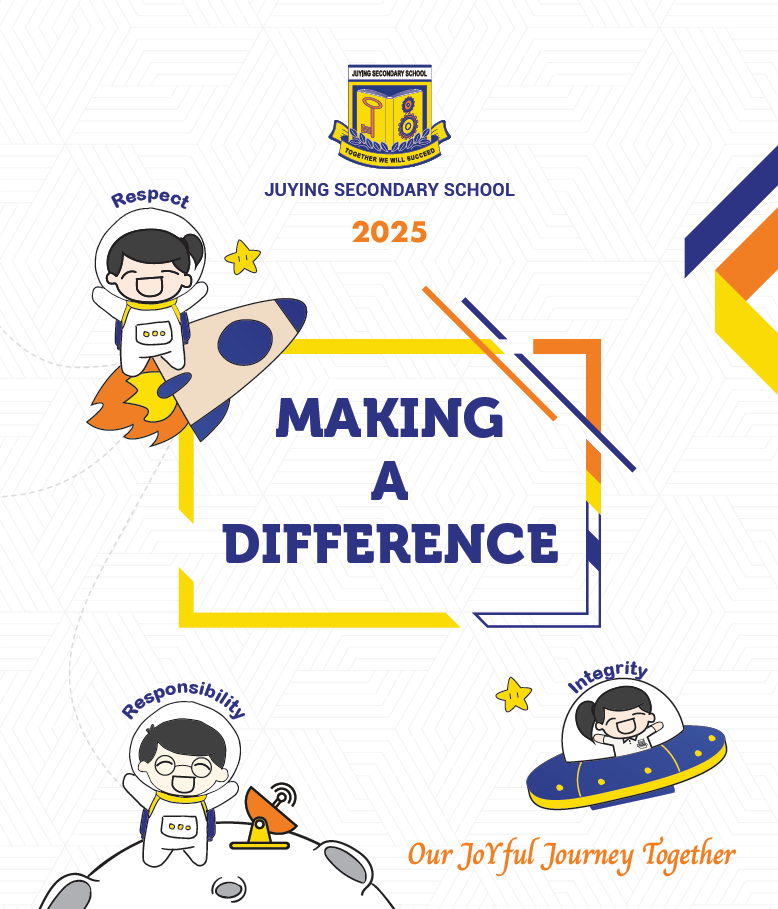 JUYING SECONDARY SCHOOL
TOGETHER WE WILL SUCCEED
JUYING SECONDARY SCHOOL
2025
Respect
MAKING
A
DIFFERENCE
Integrity
Responsibility
Our JoYful Journey Together